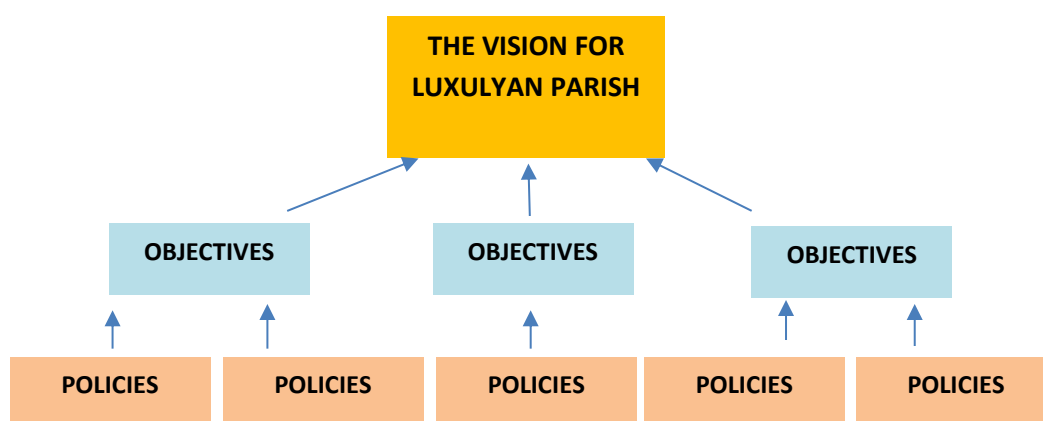 THE VISION FOR
LUXULYAN PARISH
OBJECTIVES
OBJECTIVES
OBJECTIVES
POLICIES
POLICIES
POLICIES
POLICIES
POLICIES